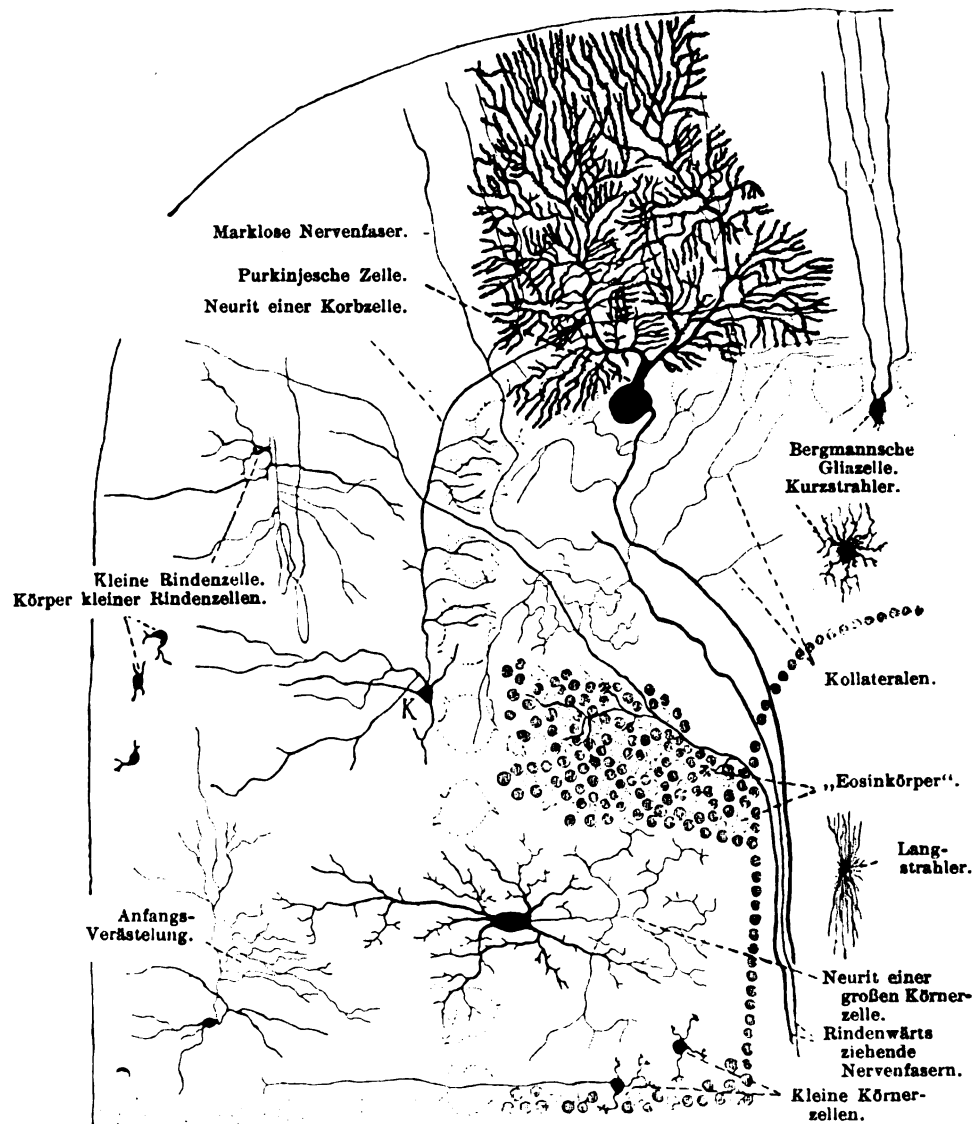 Marklose Nervenfaser.
Purkinjesche Zelle.
Neurit einer Korbzelle.
Bergmannsche
Gliazelle.
Kurzstrahler.
Kleine Rindenzelle.
Körper kleiner Rindenzellen.
Kollateralen.
K
„Eosinkörper“.
Lang-
strahler.
Anfangs-
Verästelung.
Neurit einer
großen Körner-
zelle.
Rindenwärts
ziehende
Nervenfasern.
Kleine Körner-
zellen.